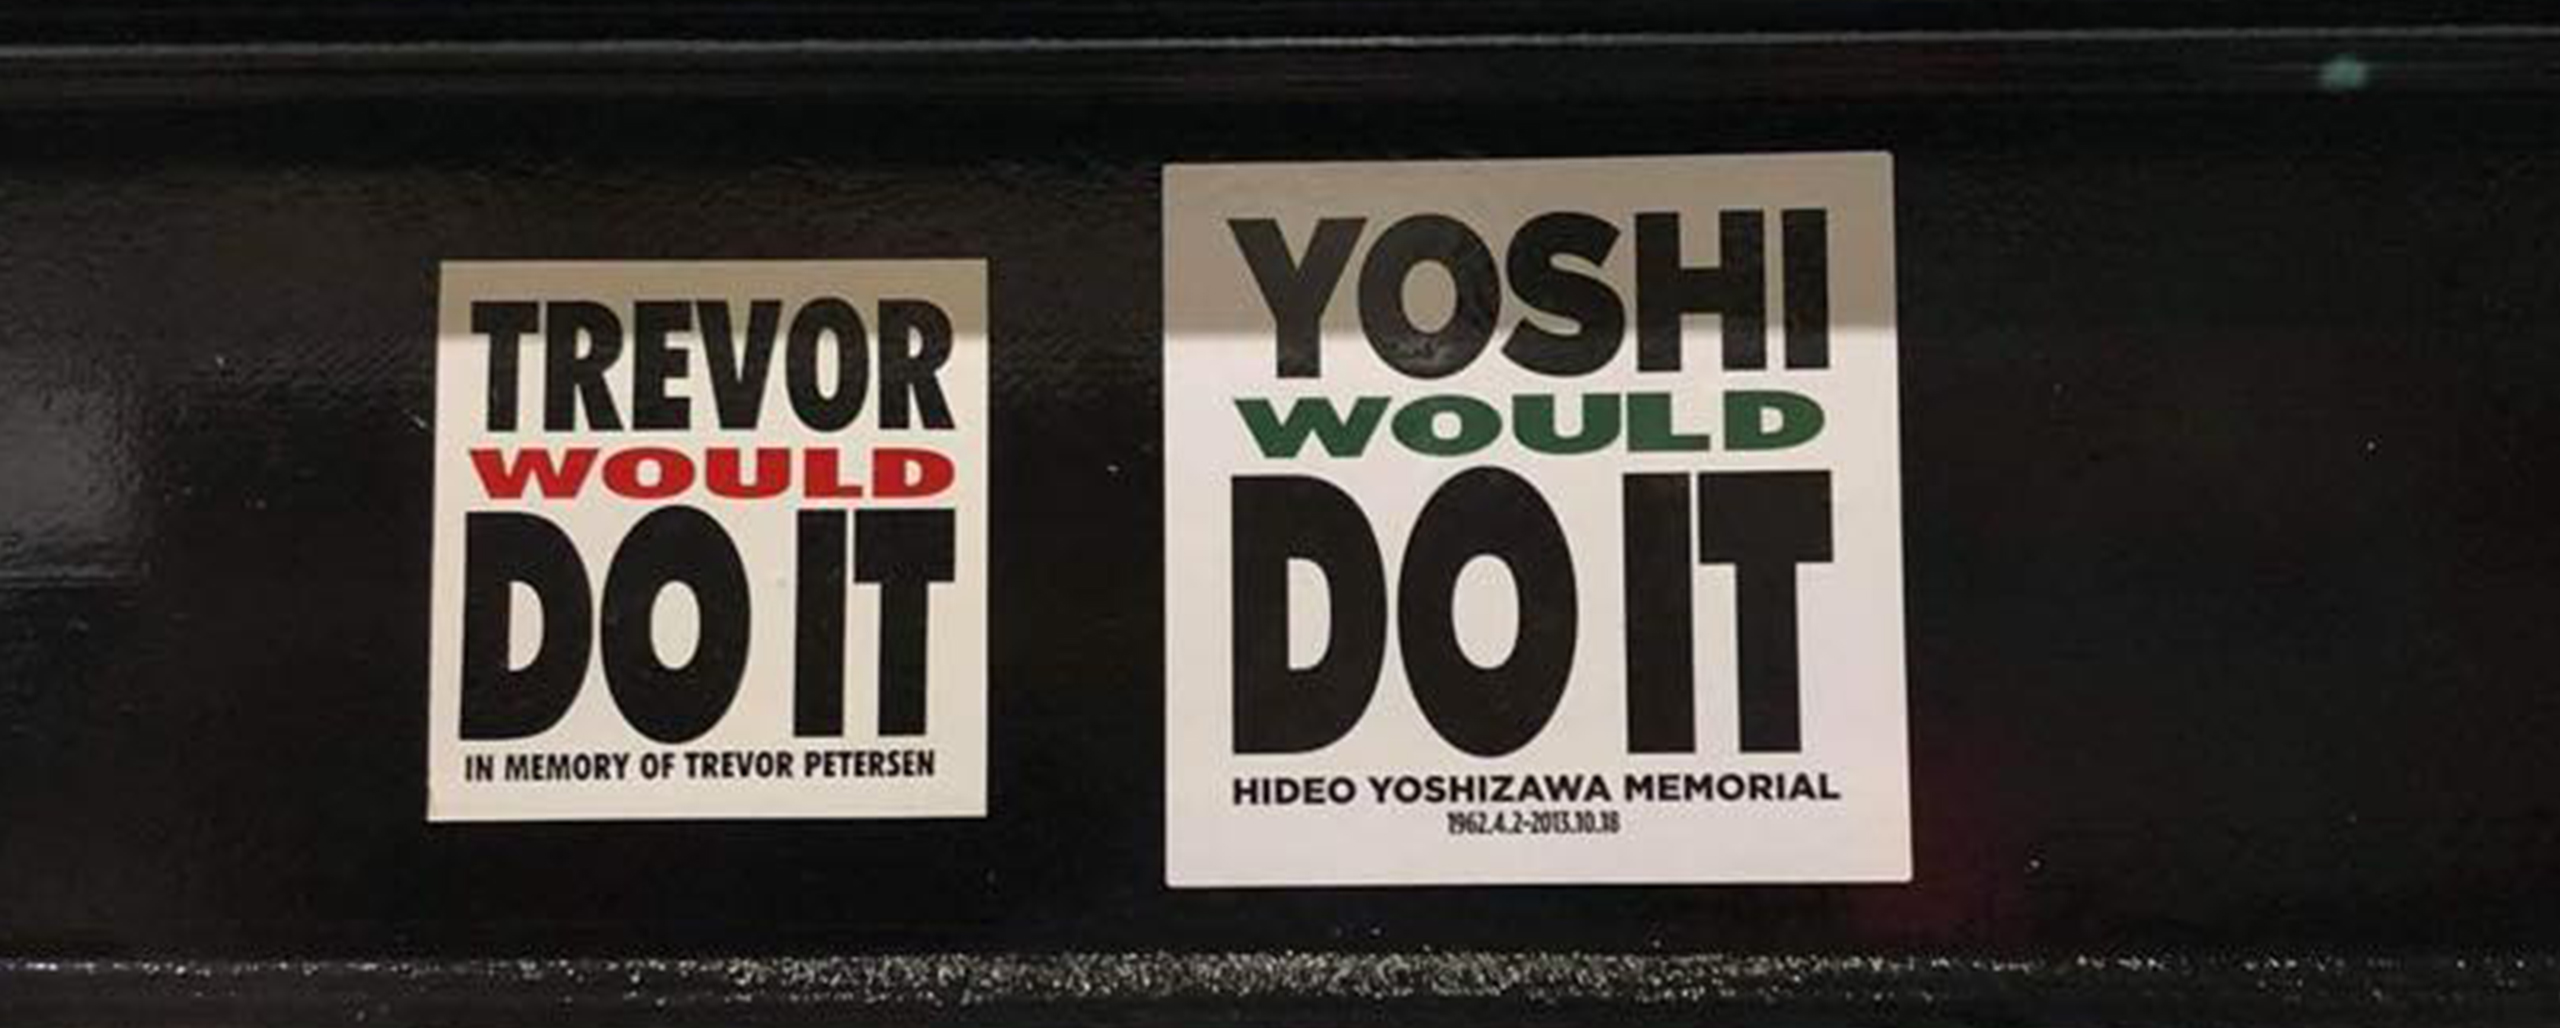 TREVOR
WOULD
DO IT
IN MEMORY OF TREVOR PETERSEN
YOSHI
WOULD
DO IT
HIDEO YOSHIZAWA MEMORIAL
1962.4.2-2013.10.18